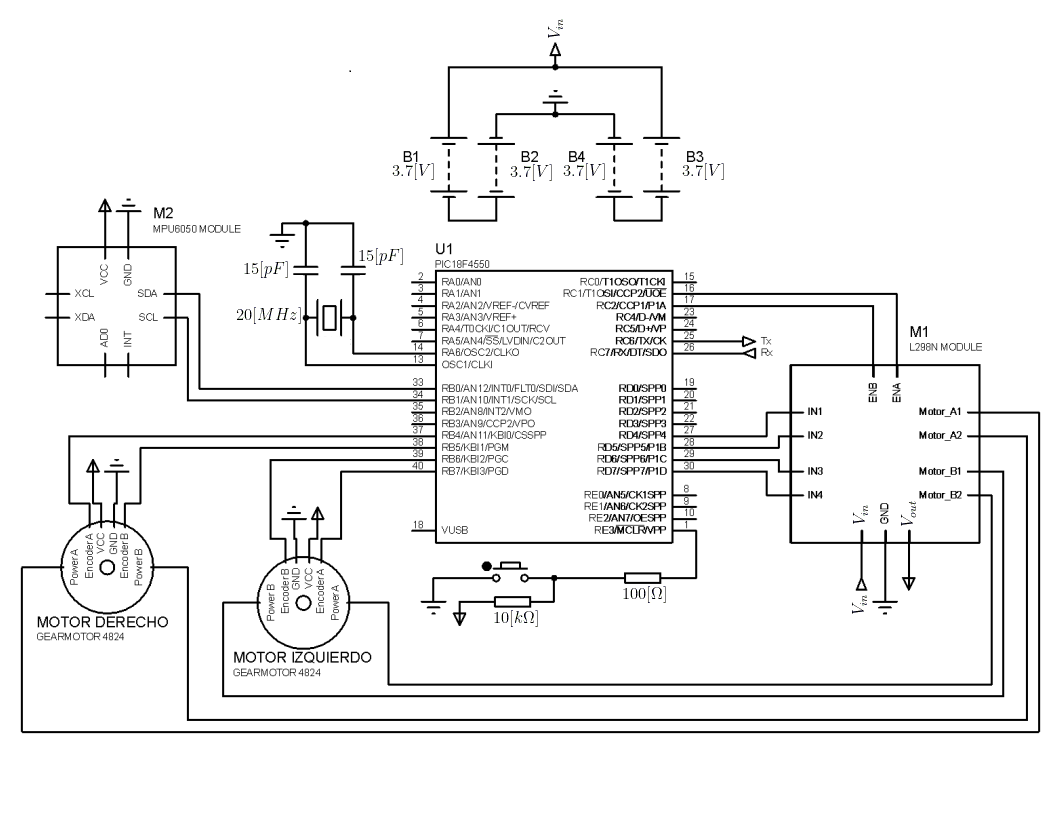 V_in
B1
3.7[V]
B2
3.7[V]
B4
3.7[V]
B3
3.7[V]
M2
MPU6050 MODULE
VCC
GND
XCL
SDA
XDA
SCL
AD0
INT
15[pF]
15[pF]
20[MHz]
U1
PIC18F4550
2 RA0/AN0
3 RA1/AN1
4 RA2/AN2/VREF-/CVREF
5 RA3/AN3/VREF+
6 RA4/T0CKI/C1OUT/RCV
7 RA5/AN4/SS/LVDIN/C2OUT
14 RA6/OSC2/CLKO
13 OSC1/CLKI
33 RB0/AN12/INT0/FLT0/SDI/SDA
34 RB1/AN10/INT1/SCK/SCL
35 RB2/AN8/INT2/VMO
36 RB3/AN9/CCP2/VPO
37 RB4/AN11/KBI0/CSSPP
38 RB5/KBI1/PGM
39 RB6/KBI2/PGC
40 RB7/KBI3/PGD
18 VUSB
RC0/T1OSO/T1CKI 15
RC1/T1OSI/CCP2/UOE 16
RC2/CCP1/P1A 17
RC4/D-/VM 23
RC5/D+/VP 24
RC6/TX/CK 25
RC7/RX/DT/SDO 26
RD0/SPP0 19
RD1/SPP1 20
RD2/SPP2 21
RD3/SPP3 22
RD4/SPP4 27
RD5/SPP5/P1B 28
RD6/SPP6/P1C 29
RD7/SPP7/P1D 30
RE0/AN5/CK1SPP 8
RE1/AN6/CK2SPP 9
RE2/AN7/OESPP 10
RE3/MCLR/VPP 1
Tx
Rx
M1
L298N MODULE
ENB
ENA
IN1
IN2
IN3
IN4
Motor_A1
Motor_A2
Motor_B1
Motor_B2
V_in
GND
V_out
V_in
100[Ω]
10[kΩ]
Power A
Encoder A
VCC
GND
Encoder B
Power B
MOTOR DERECHO
GEARMOTOR 4824
Power B
Encoder B
GND
VCC
Encoder A
Power A
MOTOR IZQUIERDO
GEARMOTOR 4824